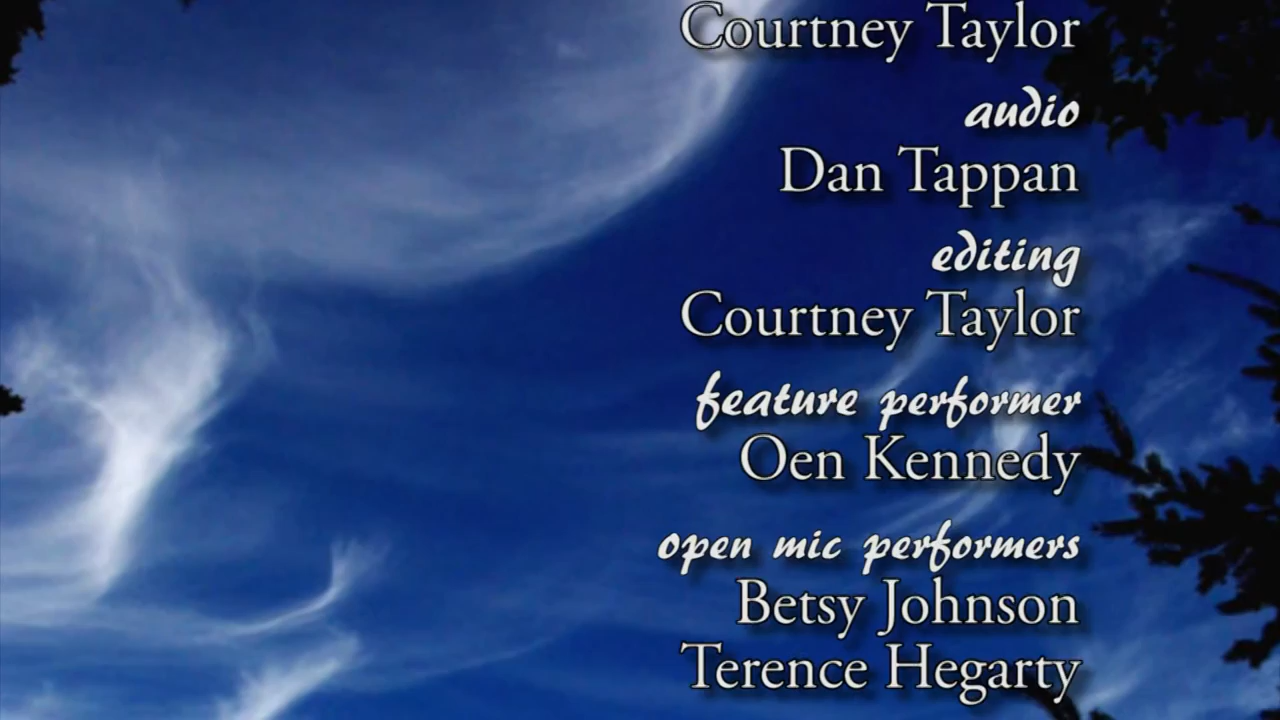 Courtney Taylor
audio
Dan Tappan
editing
Courtney Taylor
feature performer
Oen Kennedy
open mic performers
Betsy Johnson
Terence Hegarty